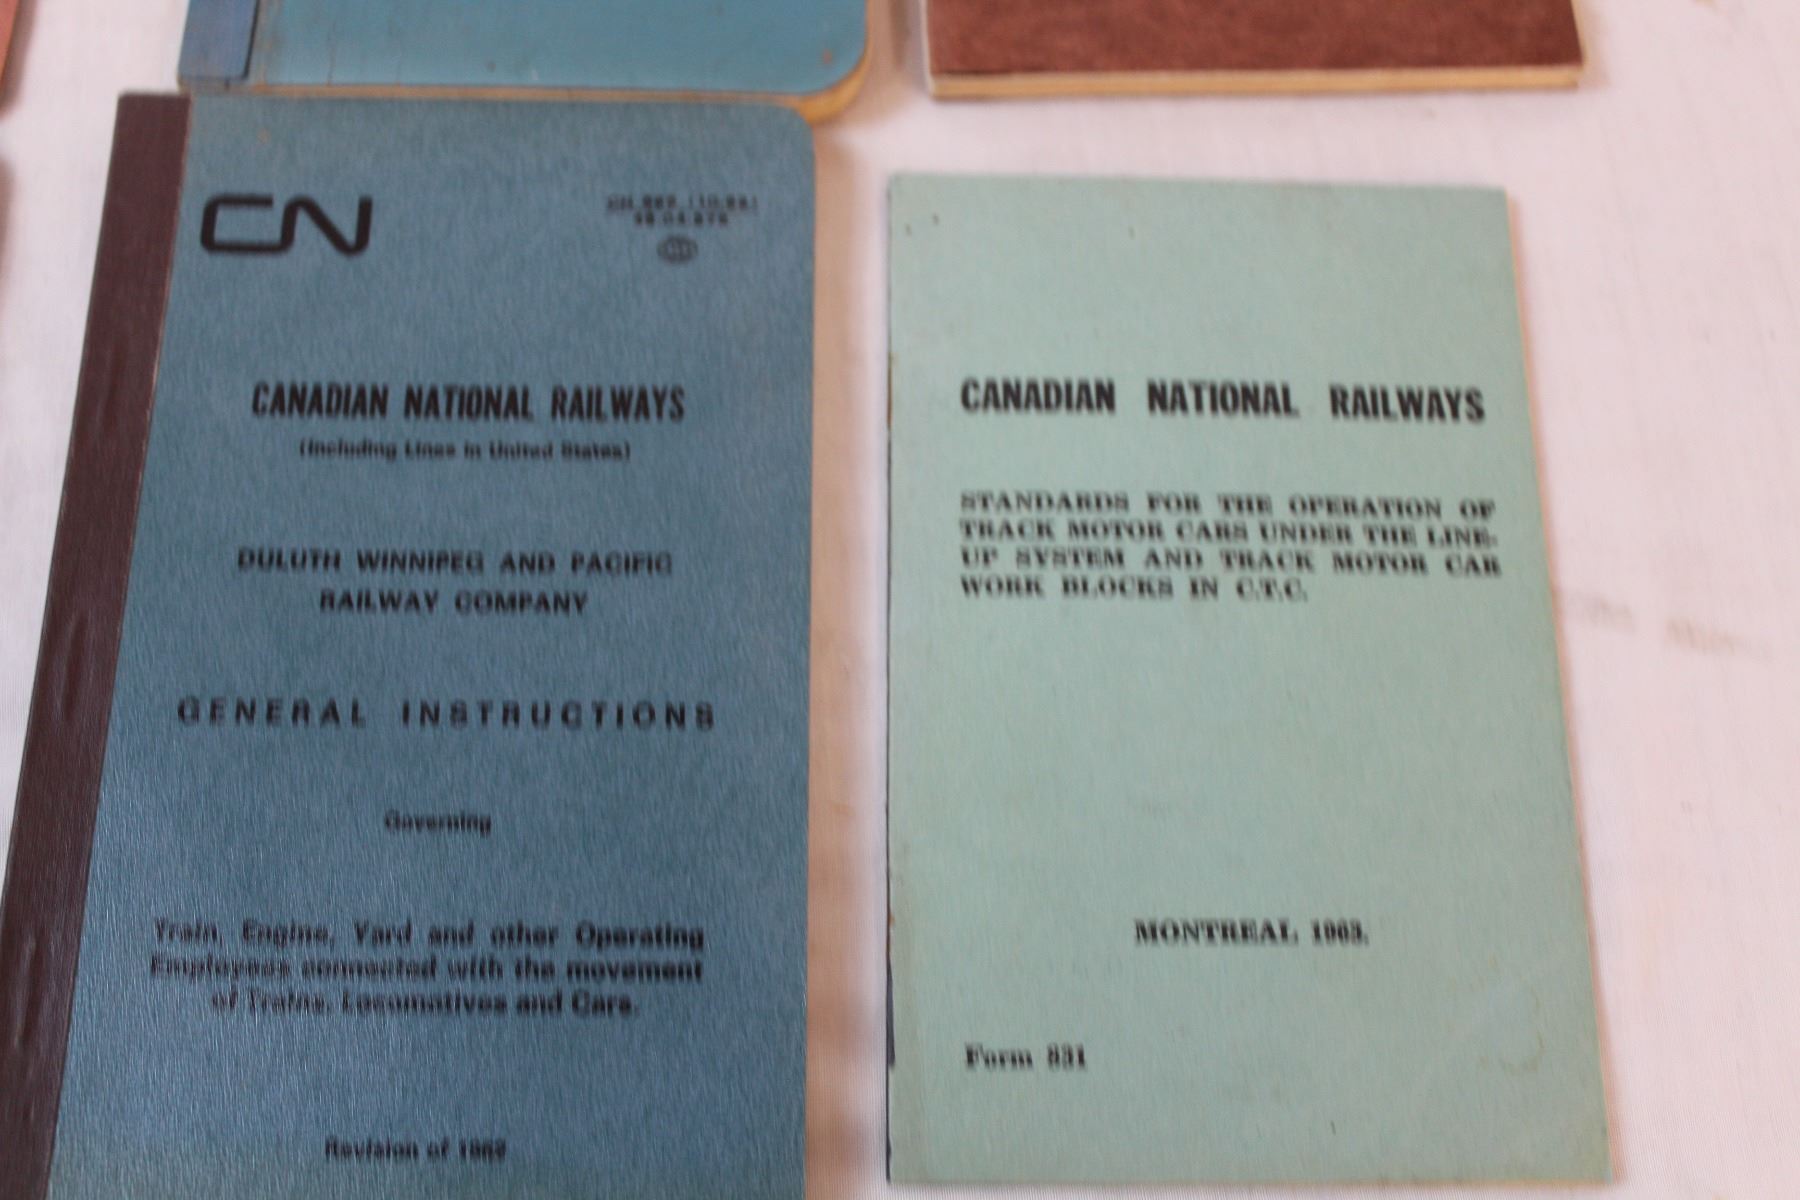 CN
CANADIAN NATIONAL RAILWAYS
(Including Lines in United States)
DULUTH WINNIPEG AND PACIFIC
RAILWAY COMPANY
GENERAL INSTRUCTIONS
Governing
Train, Engine, Yard and other Operating
Employees connected with the movement
of Trains, Locomotives and Cars.
Revision of 1962
CANADIAN NATIONAL RAILWAYS
STANDARDS FOR THE OPERATION OF
TRACK MOTOR CARS UNDER THE LINE-
UP SYSTEM AND TRACK MOTOR CAR
WORK BLOCKS IN C.T.C.
MONTREAL 1963.
Form 831